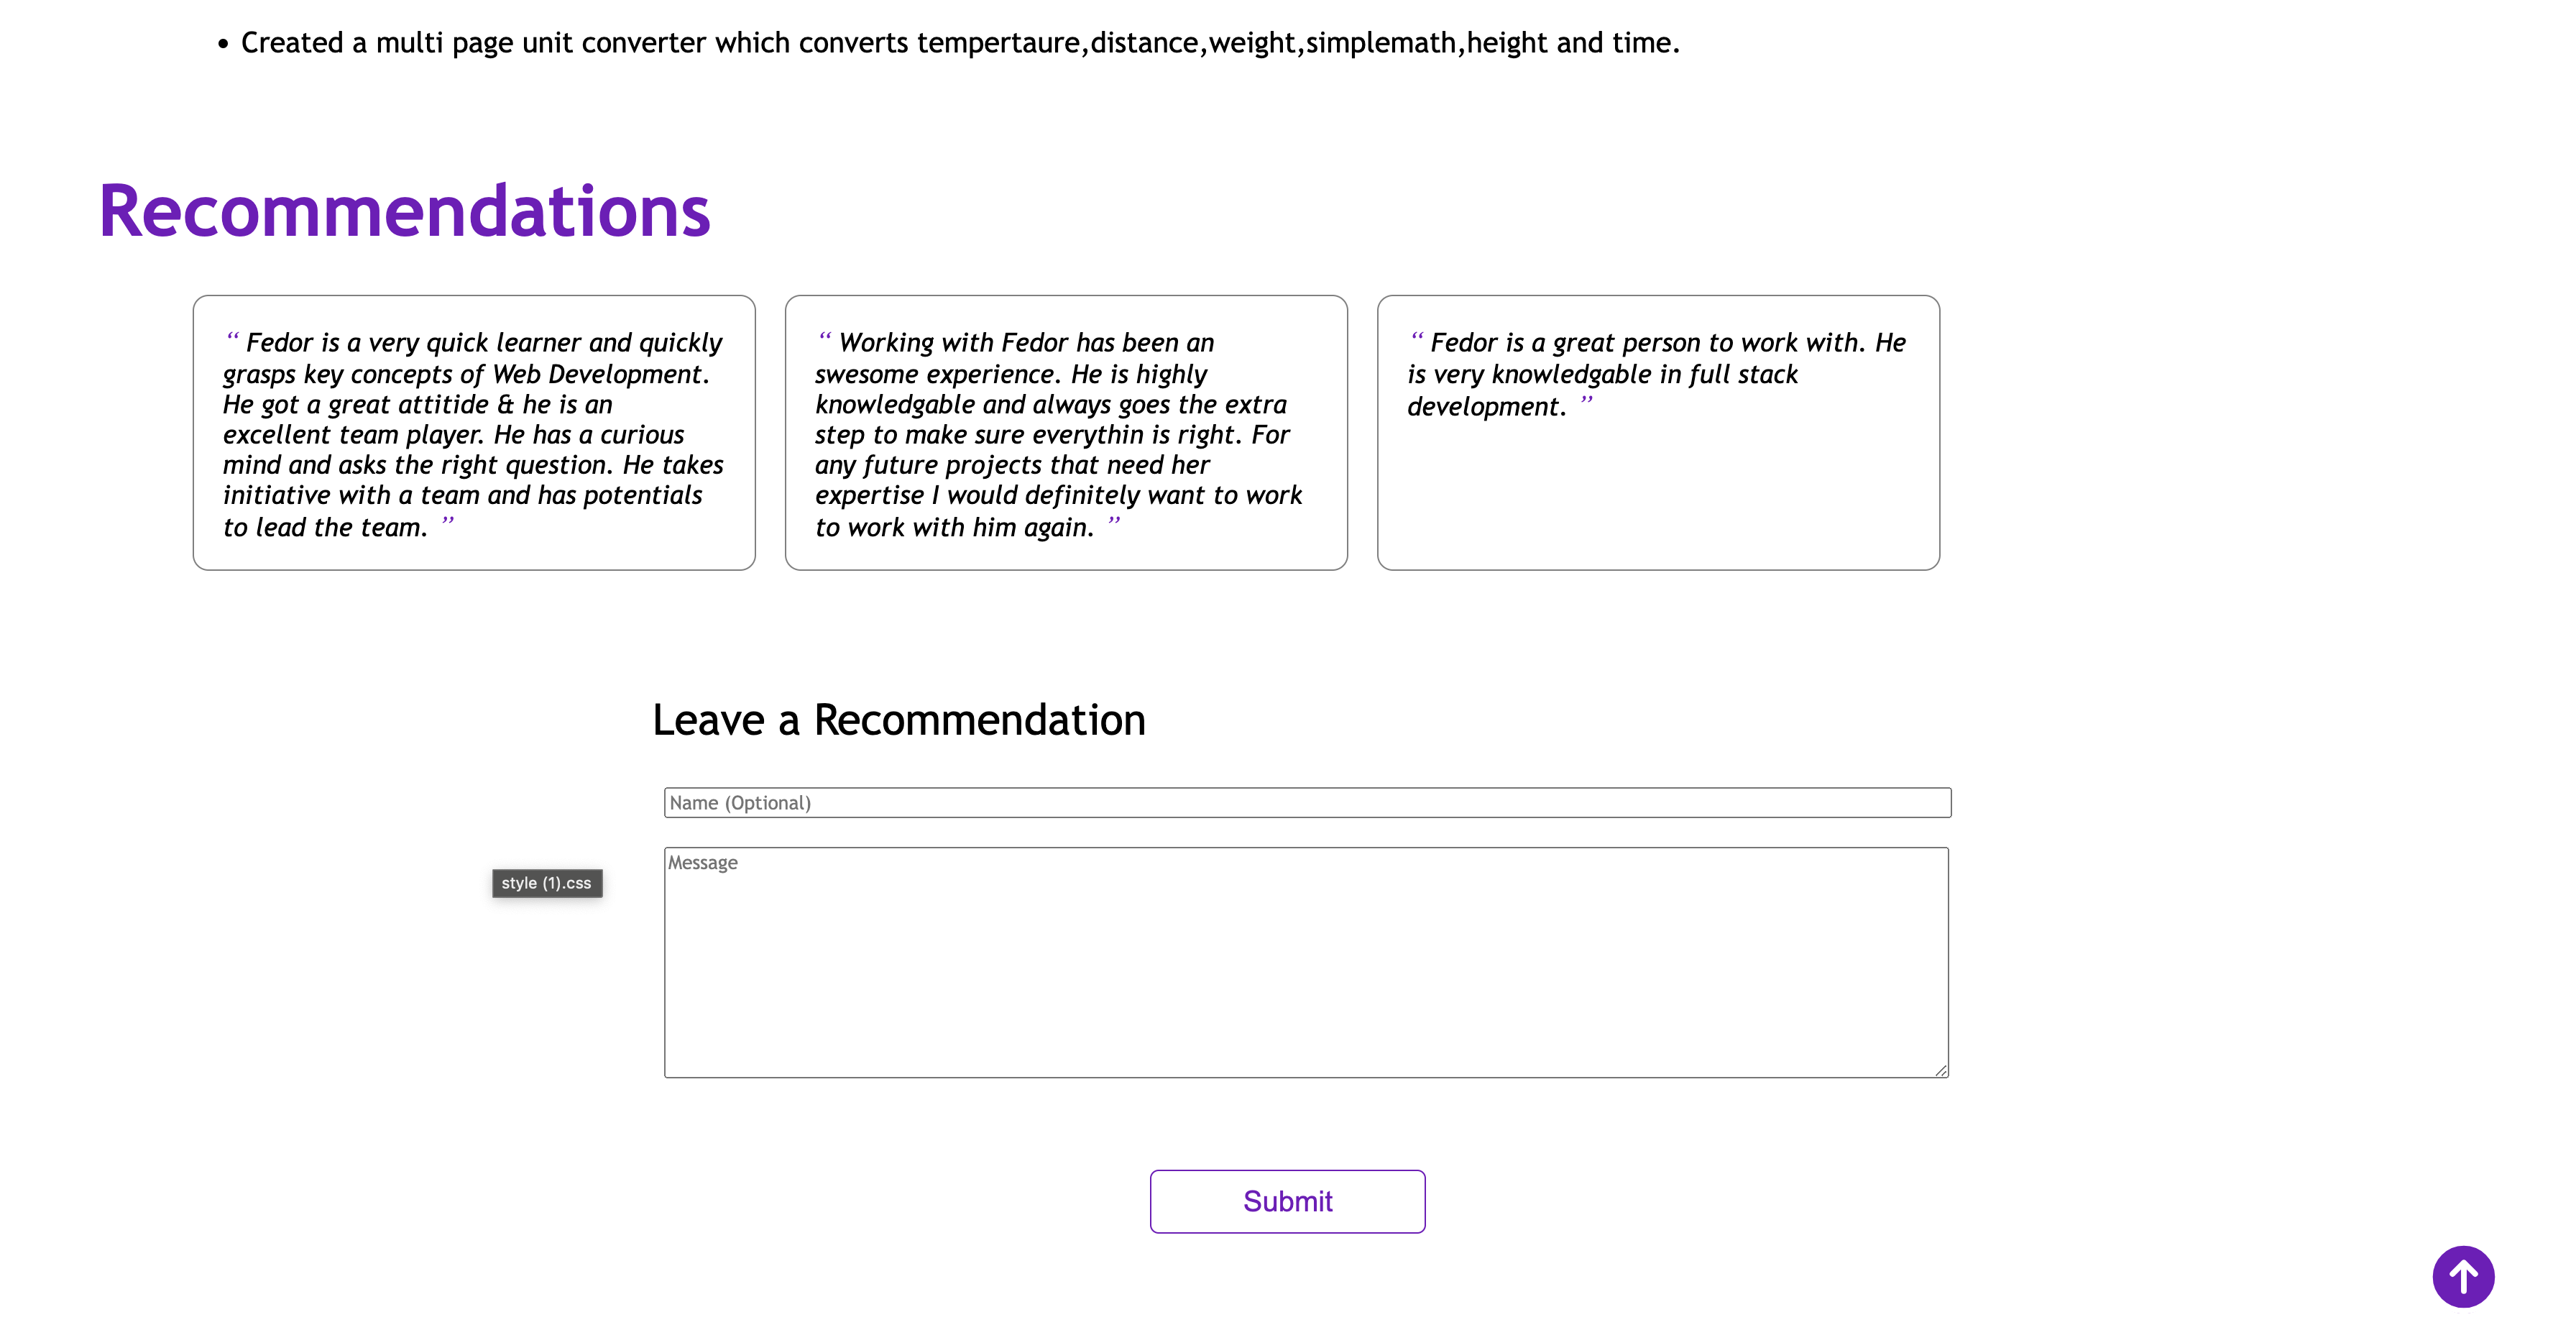 • Created a multi page unit converter which converts tempertaure,distance,weight,simplemath,height and time.
Recommendations
“ Fedor is a very quick learner and quickly
grasps key concepts of Web Development.
He got a great attitide & he is an
excellent team player. He has a curious
mind and asks the right question. He takes
initiative with a team and has potentials
to lead the team. ”
“ Working with Fedor has been an
swesome experience. He is highly
knowledgable and always goes the extra
step to make sure everythin is right. For
any future projects that need her
expertise I would definitely want to work
to work with him again. ”
“ Fedor is a great person to work with. He
is very knowledgable in full stack
development. ”
Leave a Recommendation
Name (Optional)
Message
style (1).css
Submit